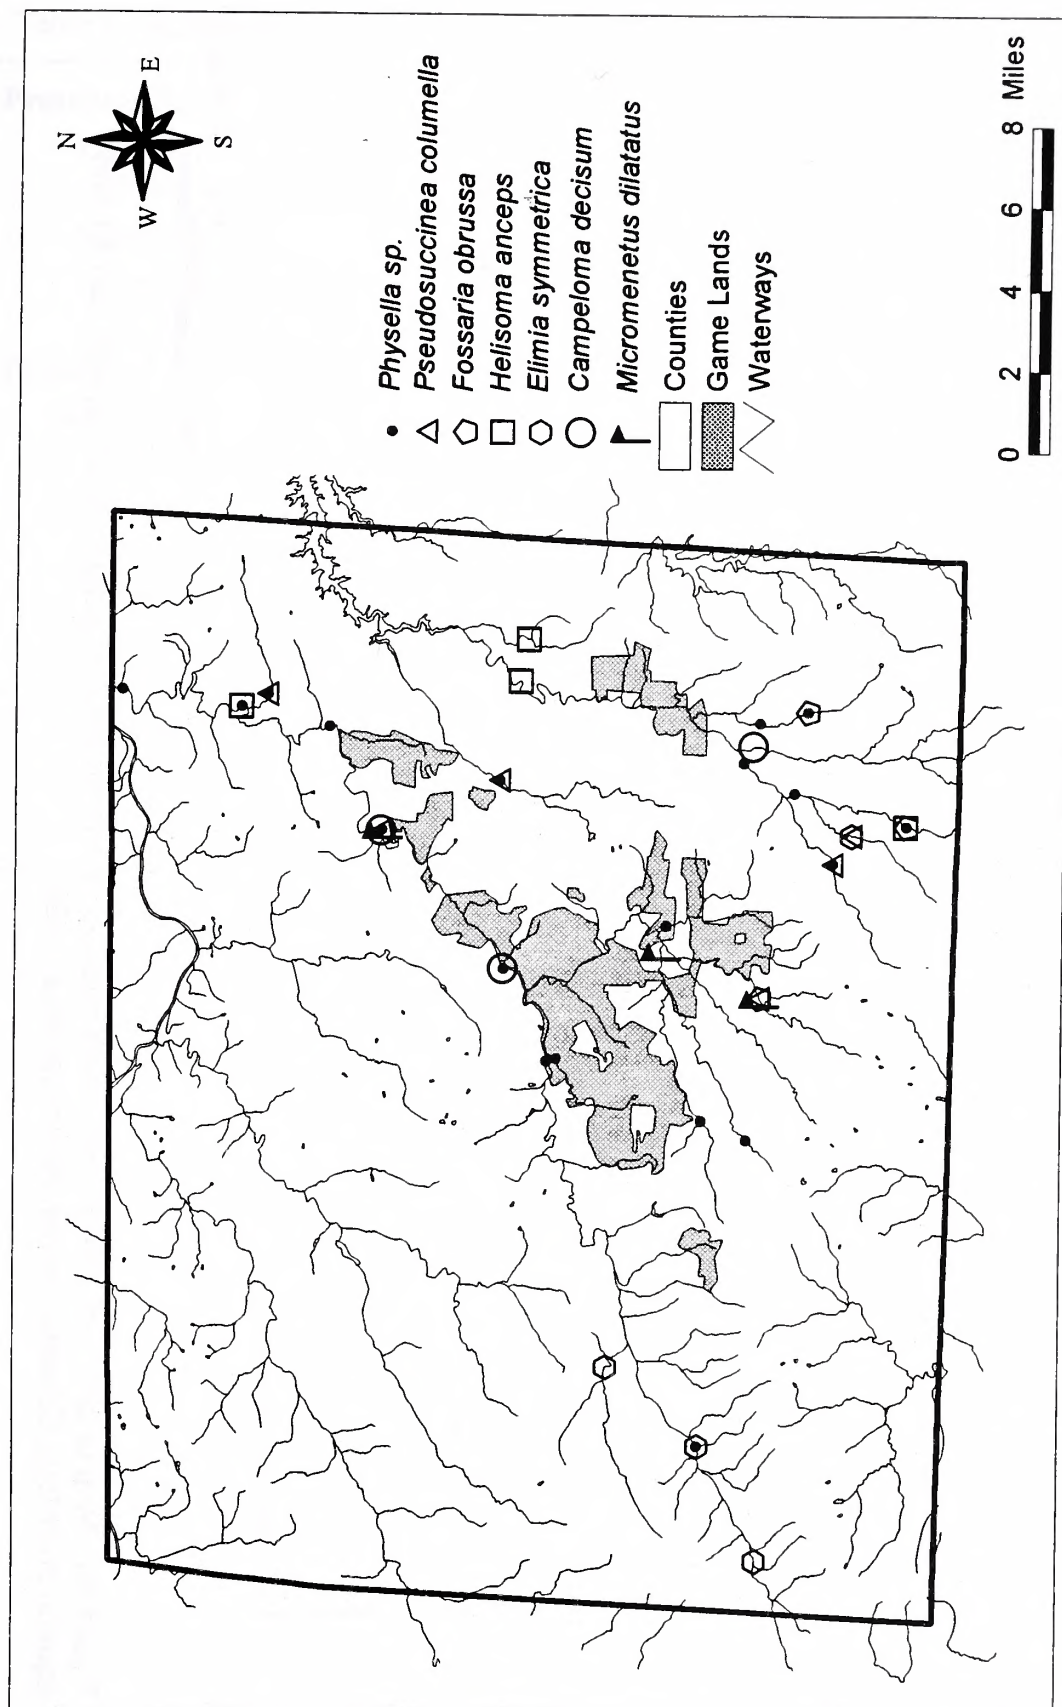 N
W E
S
Physella sp.
Pseudosuccinea columella
Fossaria obrussa
Helisoma anceps
Elimia symmetrica
Campeloma decisum
Micromenetus dilatatus
Counties
Game Lands
Waterways
0 2 4 6 8 Miles